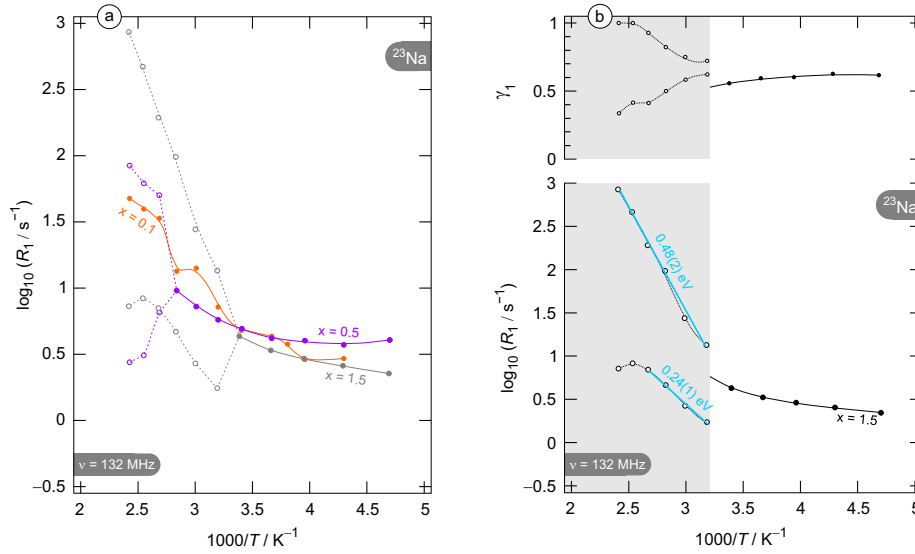 a
²³Na
3
2.5
2
1.5
1
0.5
0
−0.5
log₁₀ (R₁ / s⁻¹)
x = 0.1
x = 0.5
x = 1.5
ν = 132 MHz
2 2.5 3 3.5 4 4.5 5
1000/T / K⁻¹
b
1
0.5
0
γ₁
²³Na
3
2.5
2
1.5
1
0.5
0
−0.5
log₁₀ (R₁ / s⁻¹)
0.48(2) eV
0.24(1) eV
x = 1.5
ν = 132 MHz
2 2.5 3 3.5 4 4.5 5
1000/T / K⁻¹